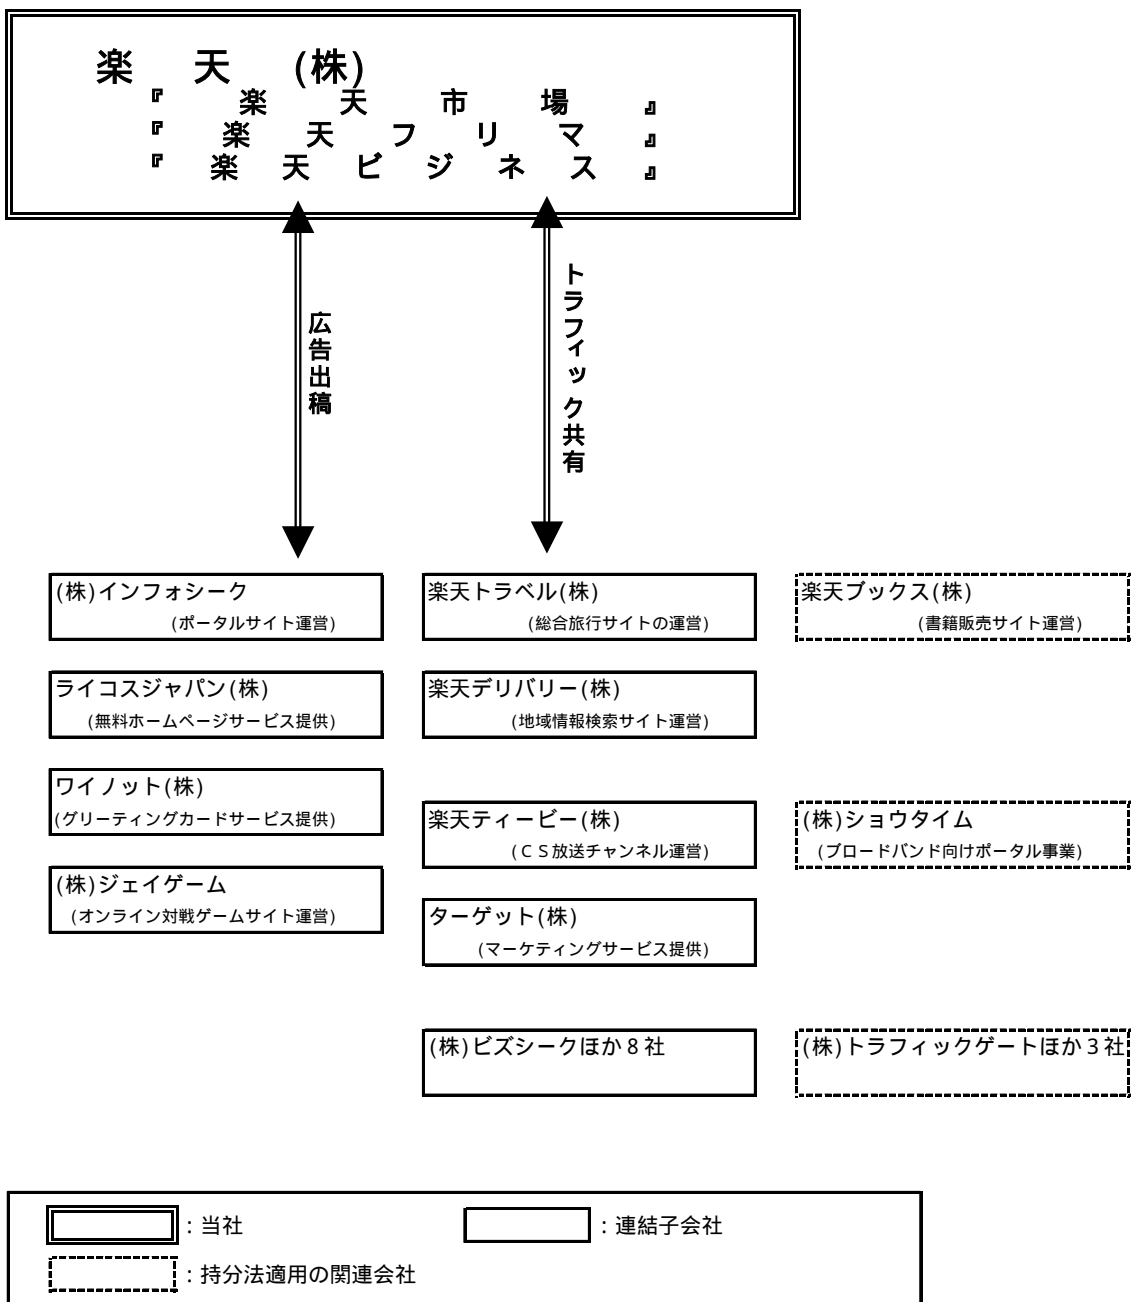 楽 天 (株)
『 楽 天 市 場 』
『 楽 天 フ リ マ 』
『 楽 天 ビ ジ ネ ス 』
広告出稿
トラフィック共有
(株)インフォシーク
(ポータルサイト運営)
ライコスジャパン(株)
(無料ホームページサービス提供)
ワイノット(株)
(グリーティングカードサービス提供)
(株)ジェイゲーム
(オンライン対戦ゲームサイト運営)
楽天トラベル(株)
(総合旅行サイトの運営)
楽天デリバリー(株)
(地域情報検索サイト運営)
楽天ティービー(株)
(ＣＳ放送チャンネル運営)
ターゲット(株)
(マーケティングサービス提供)
(株)ビズシークほか８社
楽天ブックス(株)
(書籍販売サイト運営)
(株)ショウタイム
(ブロードバンド向けポータル事業)
(株)トラフィックゲートほか３社
：当社
：連結子会社
：持分法適用の関連会社